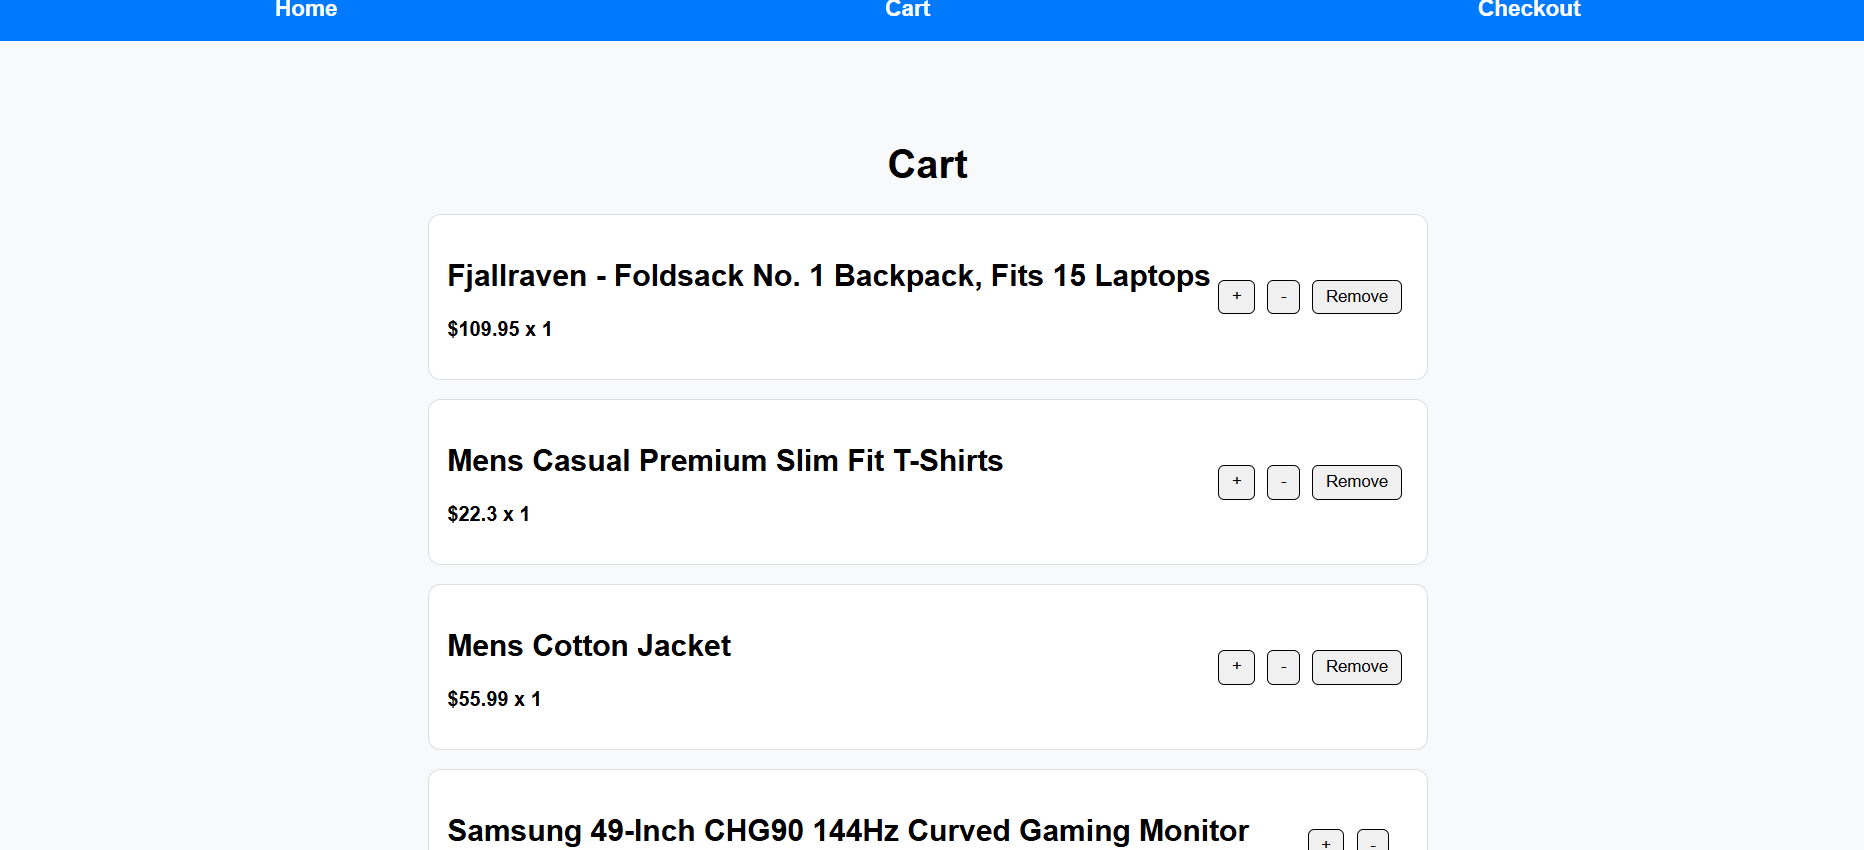 Home Cart Checkout
Cart
Fjallraven - Foldsack No. 1 Backpack, Fits 15 Laptops
+ - Remove
$109.95 x 1
Mens Casual Premium Slim Fit T-Shirts
+ - Remove
$22.3 x 1
Mens Cotton Jacket
+ - Remove
$55.99 x 1
Samsung 49-Inch CHG90 144Hz Curved Gaming Monitor
+ -